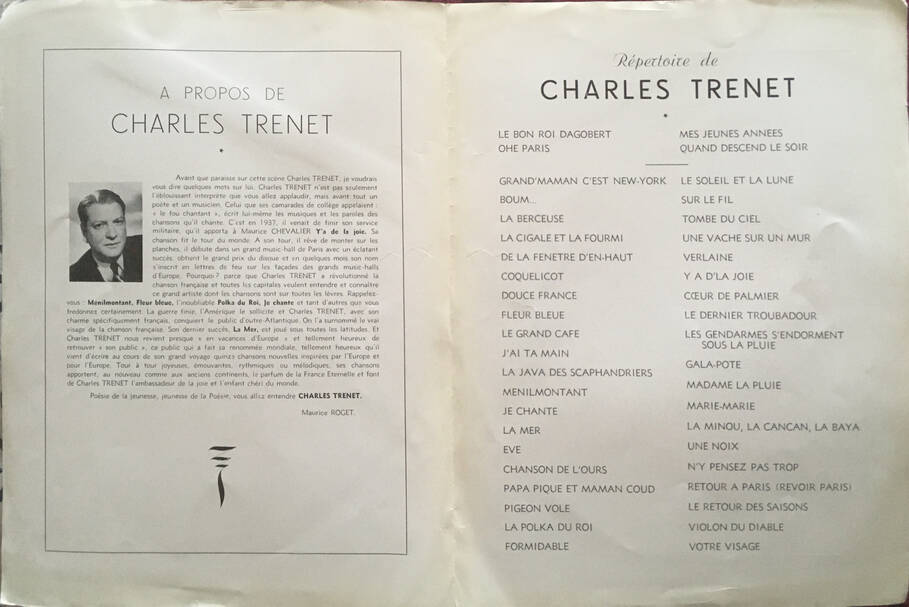 A PROPOS DE
CHARLES TRENET
Avant que paraisse sur cette scène Charles TRENET, je voudrais
vous dire quelques mots sur lui. Charles TRENET n'est pas seulement
l'éblouissant interprète que vous allez applaudir, mais avant tout un
poète et un musicien. Celui que ses camarades de collège appelaient :
« le fou chantant », écrit lui-même les musiques et les paroles des
chansons qu'il chante. C'est en 1937, il venait de finir son service
militaire, qu'il apporta à Maurice CHEVALIER Y'a de la joie. Sa
chanson fit le tour du monde. A son tour, il rêve de monter sur les
planches, il débute dans un grand music-hall de Paris avec un éclatant
succès, obtient le grand prix du disque et en quelques mois son nom
s'inscrit en lettres de feu sur les façades des grands music-halls
d'Europe. Pourquoi ? parce que Charles TRENET a révolutionné la
chanson française et toutes les capitales veulent entendre et connaître
ce grand artiste dont les chansons sont sur toutes les lèvres. Rappelez-
vous : Ménilmontant, Fleur bleue, l'inoubliable Polka du Roi, Je chante et tant d'autres que vous
fredonnez certainement. La guerre finie, l'Amérique le sollicite et Charles TRENET, avec son
charme spécifiquement français, conquiert le public d'outre-Atlantique. On l'a surnommé le vrai
visage de la chanson française. Son dernier succès, La Mer, est joué sous toutes les latitudes. Et
Charles TRENET nous revient presque « en vacances d'Europe » et tellement heureux de
retrouver « son public », ce public qui a fait sa renommée mondiale, tellement heureux qu'il
vient d'écrire au cours de son grand voyage quinze chansons nouvelles inspirées par l'Europe et
pour l'Europe. Tour à tour joyeuses, émouvantes, rythmiques ou mélodiques, ses chansons
apportent, au nouveau comme aux anciens continents, le parfum de la France Eternelle et font
de Charles TRENET l'ambassadeur de la joie et l'enfant chéri du monde.
Poésie de la jeunesse, jeunesse de la Poésie, vous allez entendre CHARLES TRENET.
Maurice ROGET.
Répertoire de
CHARLES TRENET
LE BON ROI DAGOBERT
OHE PARIS
MES JEUNES ANNEES
QUAND DESCEND LE SOIR
GRAND'MAMAN C'EST NEW-YORK
BOUM...
LA BERCEUSE
LA CIGALE ET LA FOURMI
DE LA FENETRE D'EN-HAUT
COQUELICOT
DOUCE FRANCE
FLEUR BLEUE
LE GRAND CAFE
J'AI TA MAIN
LA JAVA DES SCAPHANDRIERS
MENILMONTANT
JE CHANTE
LA MER
EVE
CHANSON DE L'OURS
PAPA PIQUE ET MAMAN COUD
PIGEON VOLE
LA POLKA DU ROI
FORMIDABLE
LE SOLEIL ET LA LUNE
SUR LE FIL
TOMBE DU CIEL
UNE VACHE SUR UN MUR
VERLAINE
Y A D'LA JOIE
CŒUR DE PALMIER
LE DERNIER TROUBADOUR
LES GENDARMES S'ENDORMENT
SOUS LA PLUIE
GALA-POTE
MADAME LA PLUIE
MARIE-MARIE
LA MINOU, LA CANCAN, LA BAYA
UNE NOIX
N'Y PENSEZ PAS TROP
RETOUR A PARIS (REVOIR PARIS)
LE RETOUR DES SAISONS
VIOLON DU DIABLE
VOTRE VISAGE